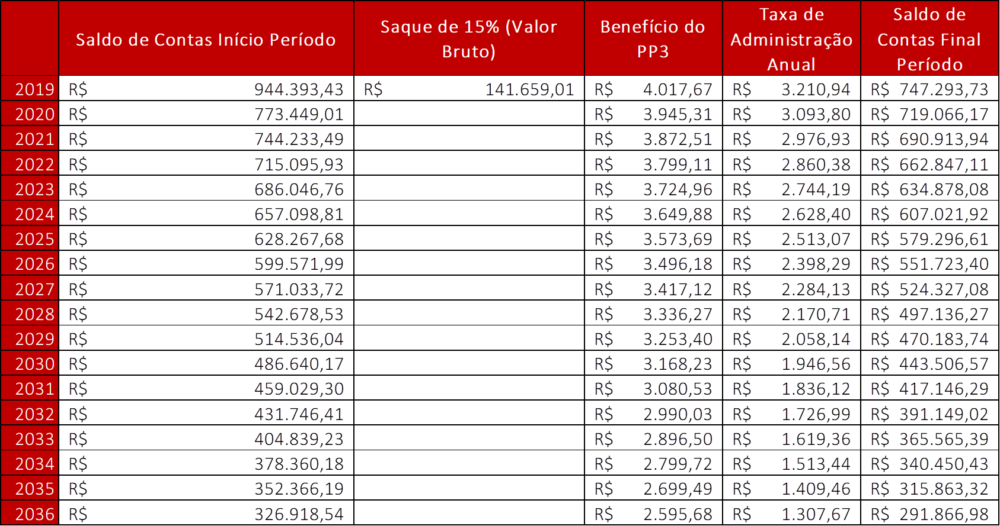 Saldo de Contas Início Período
Saque de 15% (Valor
Bruto)
Benefício do
PP3
Taxa de
Administração
Anual
Saldo de
Contas Final
Período
2019 R$ 944.393,43 R$ 141.659,01 R$ 4.017,67 R$ 3.210,94 R$ 747.293,73
2020 R$ 773.449,01 R$ 3.945,31 R$ 3.093,80 R$ 719.066,17
2021 R$ 744.233,49 R$ 3.872,51 R$ 2.976,93 R$ 690.913,94
2022 R$ 715.095,93 R$ 3.799,11 R$ 2.860,38 R$ 662.847,11
2023 R$ 686.046,76 R$ 3.724,96 R$ 2.744,19 R$ 634.878,08
2024 R$ 657.098,81 R$ 3.649,88 R$ 2.628,40 R$ 607.021,92
2025 R$ 628.267,68 R$ 3.573,69 R$ 2.513,07 R$ 579.296,61
2026 R$ 599.571,99 R$ 3.496,18 R$ 2.398,29 R$ 551.723,40
2027 R$ 571.033,72 R$ 3.417,12 R$ 2.284,13 R$ 524.327,08
2028 R$ 542.678,53 R$ 3.336,27 R$ 2.170,71 R$ 497.136,27
2029 R$ 514.536,04 R$ 3.253,40 R$ 2.058,14 R$ 470.183,74
2030 R$ 486.640,17 R$ 3.168,23 R$ 1.946,56 R$ 443.506,57
2031 R$ 459.029,30 R$ 3.080,53 R$ 1.836,12 R$ 417.146,29
2032 R$ 431.746,41 R$ 2.990,03 R$ 1.726,99 R$ 391.149,02
2033 R$ 404.839,23 R$ 2.896,50 R$ 1.619,36 R$ 365.565,39
2034 R$ 378.360,18 R$ 2.799,72 R$ 1.513,44 R$ 340.450,43
2035 R$ 352.366,19 R$ 2.699,49 R$ 1.409,46 R$ 315.863,32
2036 R$ 326.918,54 R$ 2.595,68 R$ 1.307,67 R$ 291.866,98